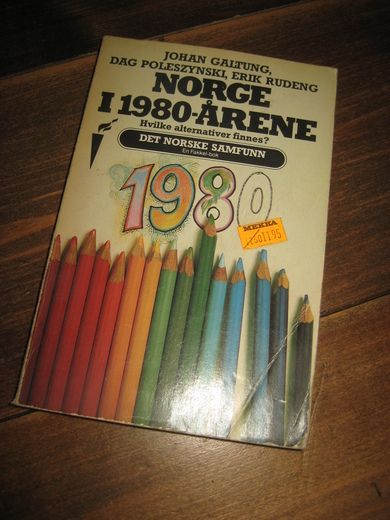 JOHAN GALTUNG,
DAG POLESZYNSKI, ERIK RUDENG
NORGE
I 1980-ÅRENE
Hvilke alternativer finnes?
DET NORSKE SAMFUNN
En Fakkel-bok
1980
MEKKA